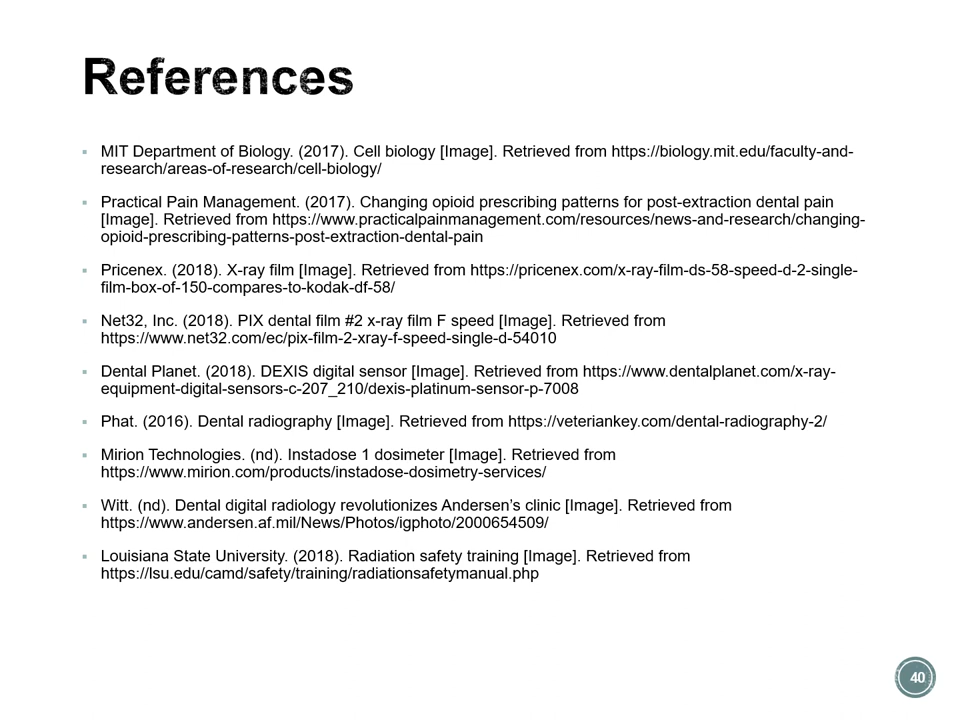 References
▪ MIT Department of Biology. (2017). Cell biology [Image]. Retrieved from https://biology.mit.edu/faculty-and-
research/areas-of-research/cell-biology/
▪ Practical Pain Management. (2017). Changing opioid prescribing patterns for post-extraction dental pain
[Image]. Retrieved from https://www.practicalpainmanagement.com/resources/news-and-research/changing-
opioid-prescribing-patterns-post-extraction-dental-pain
▪ Pricenex. (2018). X-ray film [Image]. Retrieved from https://pricenex.com/x-ray-film-ds-58-speed-d-2-single-
film-box-of-150-compares-to-kodak-df-58/
▪ Net32, Inc. (2018). PIX dental film #2 x-ray film F speed [Image]. Retrieved from
https://www.net32.com/ec/pix-film-2-xray-f-speed-single-d-54010
▪ Dental Planet. (2018). DEXIS digital sensor [Image]. Retrieved from https://www.dentalplanet.com/x-ray-
equipment-digital-sensors-c-207_210/dexis-platinum-sensor-p-7008
▪ Phat. (2016). Dental radiography [Image]. Retrieved from https://veteriankey.com/dental-radiography-2/
▪ Mirion Technologies. (nd). Instadose 1 dosimeter [Image]. Retrieved from
https://www.mirion.com/products/instadose-dosimetry-services/
▪ Witt. (nd). Dental digital radiology revolutionizes Andersen’s clinic [Image]. Retrieved from
https://www.andersen.af.mil/News/Photos/igphoto/2000654509/
▪ Louisiana State University. (2018). Radiation safety training [Image]. Retrieved from
https://lsu.edu/camd/safety/training/radiationsafetymanual.php
40